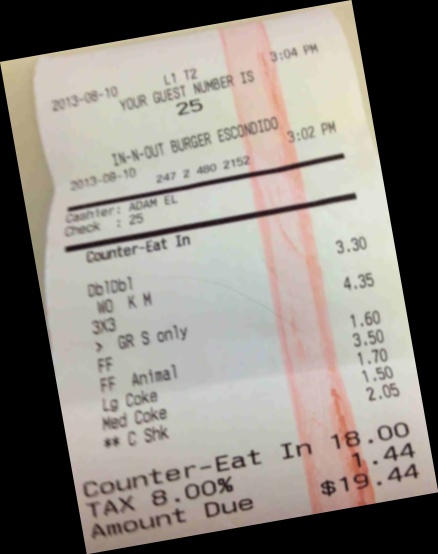 L1 T2
2013-08-10 3:04 PM
YOUR GUEST NUMBER IS
25
IN-N-OUT BURGER ESCONDIDO
2013-08-10 3:02 PM
247 2 480 2152
Cashier: ADAM EL
Check : 25
Counter-Eat In
DblDbl 3.30
WO K M
3X3 4.35
> GR S only
FF 1.60
FF Animal 3.50
Lg Coke 1.70
Med Coke 1.50
** C Shk 2.05
Counter-Eat In 18.00
TAX 8.00% 1.44
Amount Due $19.44